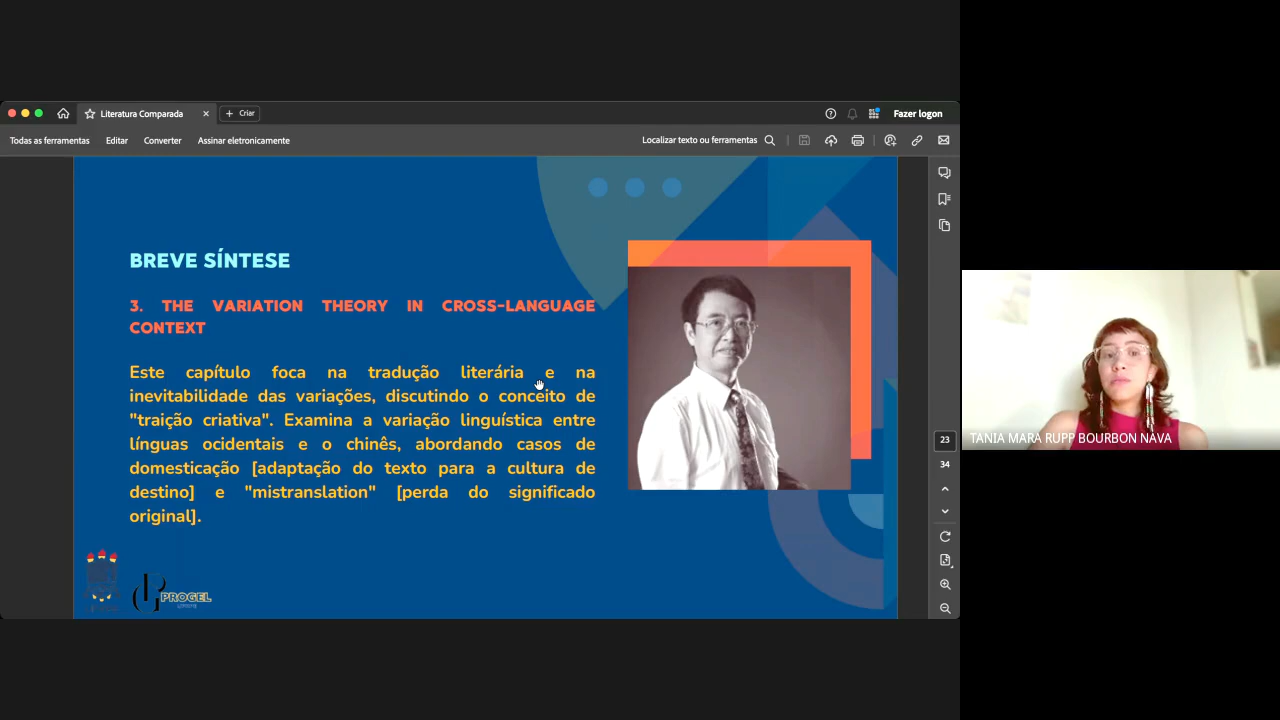 Literatura Comparada
Criar
Fazer logon
Todas as ferramentas Editar Converter Assinar eletronicamente
Localizar texto ou ferramentas
BREVE SÍNTESE
3. THE VARIATION THEORY IN CROSS-LANGUAGE
CONTEXT
Este capítulo foca na tradução literária e na
inevitabilidade das variações, discutindo o conceito de
"traição criativa". Examina a variação linguística entre
línguas ocidentais e o chinês, abordando casos de
domesticação [adaptação do texto para a cultura de
destino] e "mistranslation" [perda do significado
original].
23
34
TANIA MARA RUPP BOURBON NAVA
PROGEL